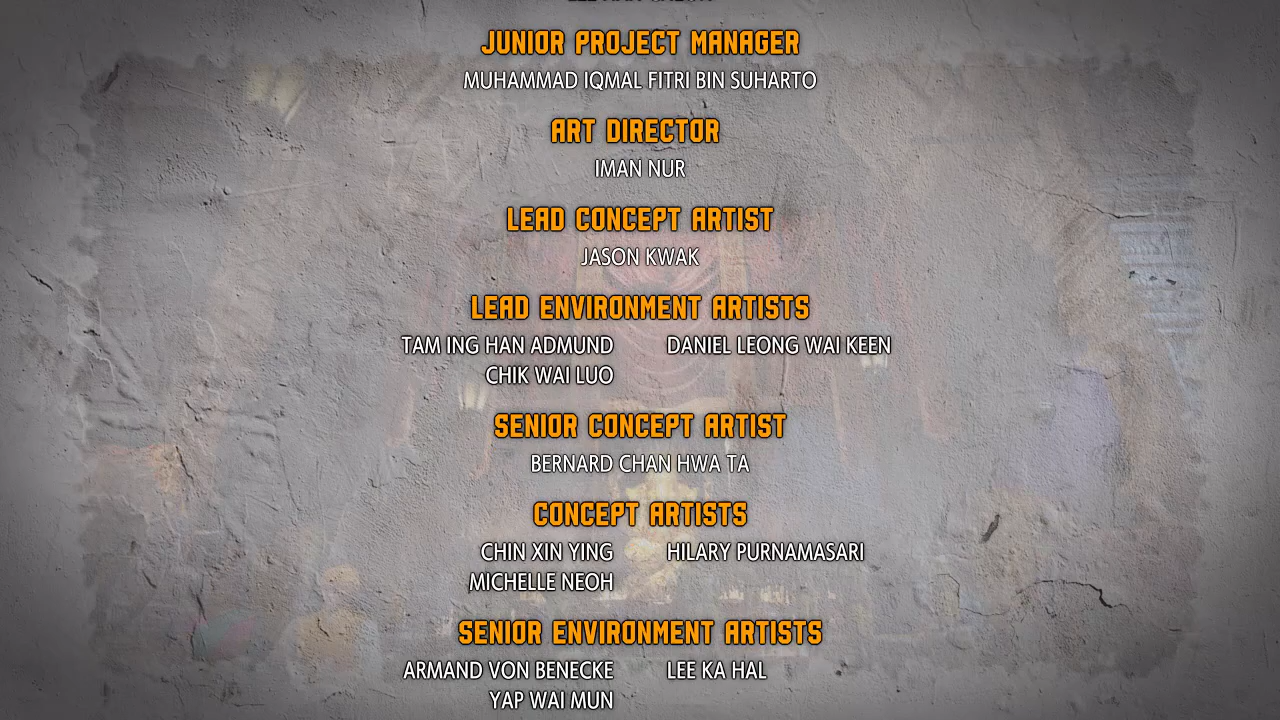 JUNIOR PROJECT MANAGER
MUHAMMAD IQMAL FITRI BIN SUHARTO
ART DIRECTOR
IMAN NUR
LEAD CONCEPT ARTIST
JASON KWAK
LEAD ENVIRONMENT ARTISTS
TAM ING HAN ADMUND DANIEL LEONG WAI KEEN
CHIK WAI LUO
SENIOR CONCEPT ARTIST
BERNARD CHAN HWA TA
CONCEPT ARTISTS
CHIN XIN YING HILARY PURNAMASARI
MICHELLE NEOH
SENIOR ENVIRONMENT ARTISTS
ARMAND VON BENECKE LEE KA HAL
YAP WAI MUN